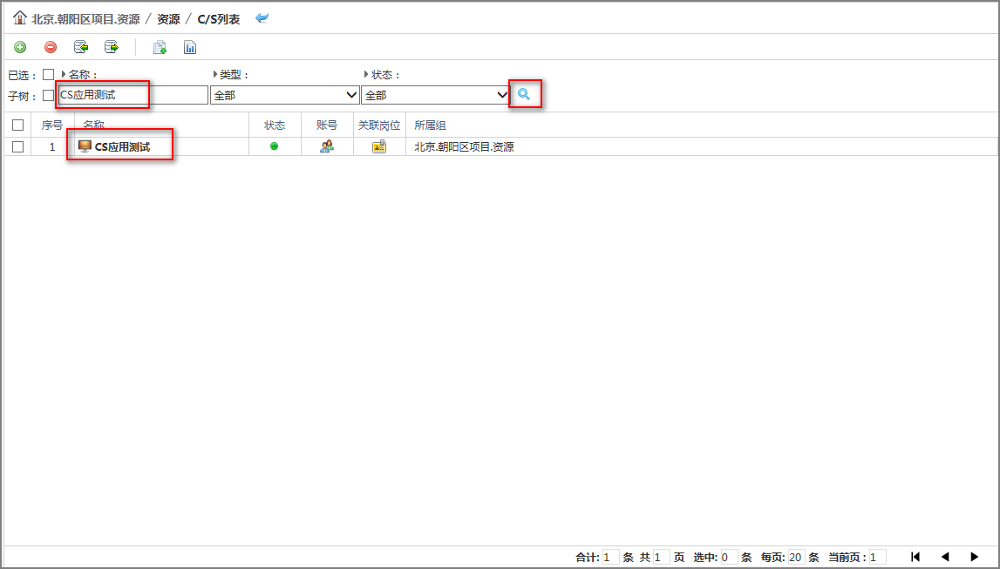 北京.朝阳区项目.资源 / 资源 / C/S列表
已选： 名称： 类型： 状态：
子树： CS应用测试 全部 全部
序号 名称 状态 账号 关联岗位 所属组
1 CS应用测试 北京.朝阳区项目.资源
合计: 1 条 共 1 页 选中: 0 条 每页: 20 条 当前页：1